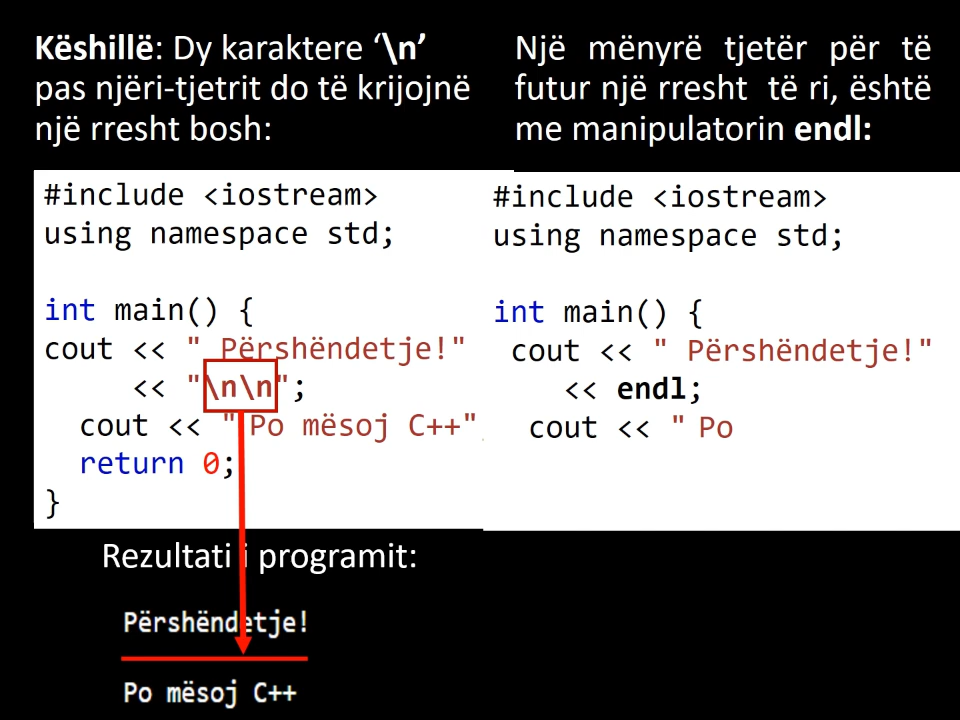 Këshillë: Dy karaktere ‘\n’
pas njëri-tjetrit do të krijojnë
një rresht bosh:
#include <iostream>
using namespace std;
int main() {
cout << " Përshëndetje!"
<< "\n\n";
cout << " Po mësoj C++"
return 0;
}
Rezultati i programit:
Përshëndetje!
Po mësoj C++
Një mënyrë tjetër për të
futur një rresht të ri, është
me manipulatorin endl:
#include <iostream>
using namespace std;
int main() {
cout << " Përshëndetje!"
<< endl;
cout << " Po